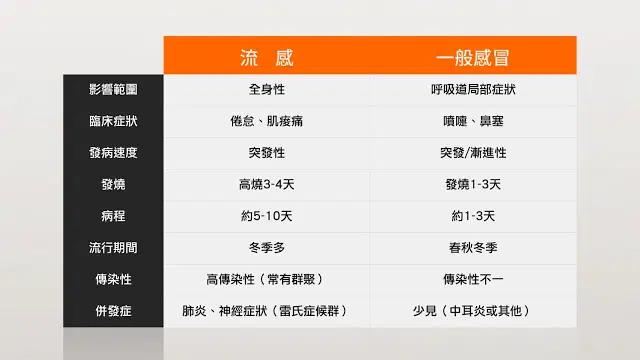 流 感 一般感冒
影響範圍 全身性 呼吸道局部症狀
臨床症狀 倦怠、肌痠痛 噴嚏、鼻塞
發病速度 突發性 突發/漸進性
發燒 高燒3-4天 發燒1-3天
病程 約5-10天 約1-3天
流行期間 冬季多 春秋冬季
傳染性 高傳染性（常有群聚） 傳染性不一
併發症 肺炎、神經症狀（雷氏症候群） 少見（中耳炎或其他）